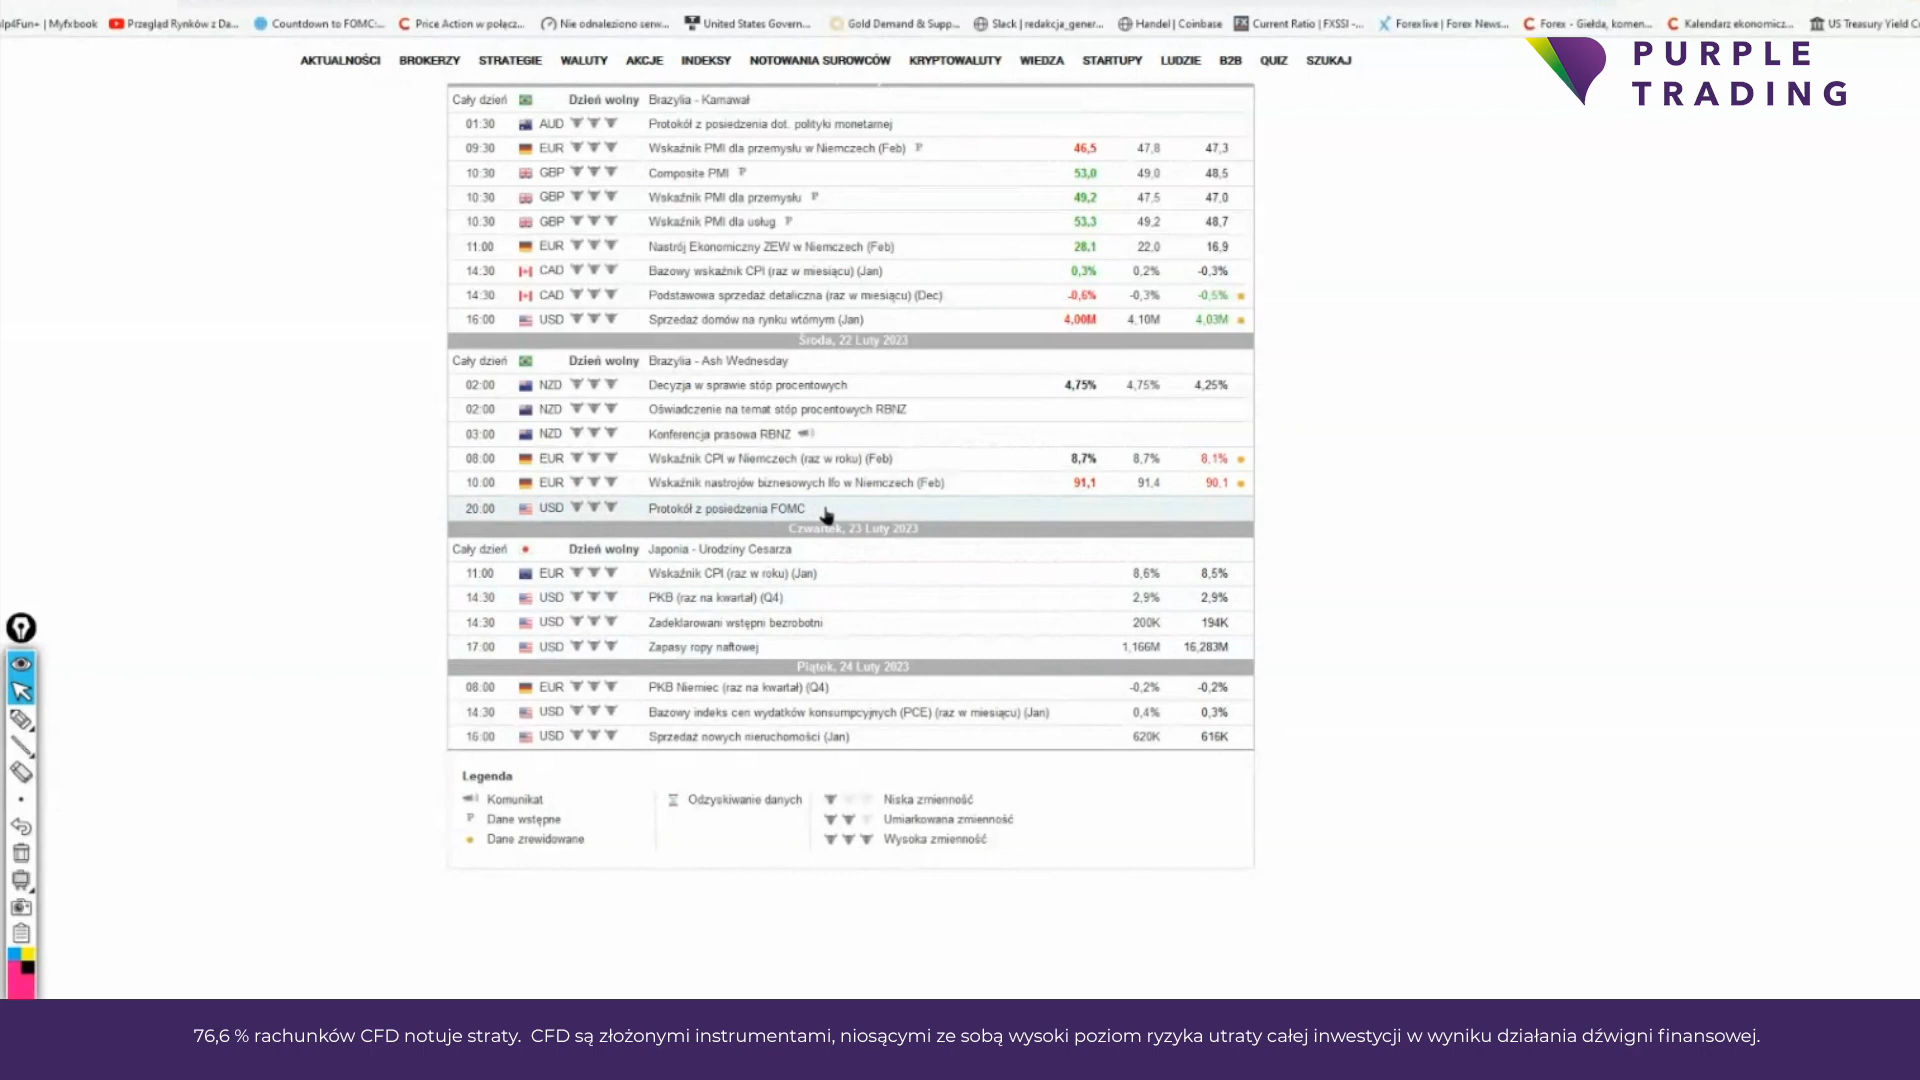 lp4Fun+ | Myfxbook Przegląd Rynków z Da... Countdown to FOMC:... Price Action w połącz... Nie odnaleziono serw... United States Govern... Gold Demand & Supp... Slack | redakcja_gener... Handel | Coinbase Current Ratio | FXSSI -... Forexlive | Forex News... Forex - Giełda, komen... Kalendarz ekonomicz... US Treasury Yield C
AKTUALNOŚCI BROKERZY STRATEGIE WALUTY AKCJE INDEKSY NOTOWANIA SUROWCÓW KRYPTOWALUTY WIEDZA STARTUPY LUDZIE B2B QUIZ SZUKAJ
PURPLE
TRADING
Cały dzień Dzień wolny Brazylia - Karnawał
01:30 AUD Protokół z posiedzenia dot. polityki monetarnej
09:30 EUR Wskaźnik PMI dla przemysłu w Niemczech (Feb) P 46,5 47,8 47,3
10:30 GBP Composite PMI P 53,0 49,0 48,5
10:30 GBP Wskaźnik PMI dla przemysłu P 49,2 47,5 47,0
10:30 GBP Wskaźnik PMI dla usług P 53,3 49,2 48,7
11:00 EUR Nastrój Ekonomiczny ZEW w Niemczech (Feb) 28,1 22,0 16,9
14:30 CAD Bazowy wskaźnik CPI (raz w miesiącu) (Jan) 0,3% 0,2% -0,3%
14:30 CAD Podstawowa sprzedaż detaliczna (raz w miesiącu) (Dec) -0,6% -0,3% -0,5%
16:00 USD Sprzedaż domów na rynku wtórnym (Jan) 4,00M 4,10M 4,03M
Środa, 22 Luty 2023
Cały dzień Dzień wolny Brazylia - Ash Wednesday
02:00 NZD Decyzja w sprawie stóp procentowych 4,75% 4,75% 4,25%
02:00 NZD Oświadczenie na temat stóp procentowych RBNZ
03:00 NZD Konferencja prasowa RBNZ
08:00 EUR Wskaźnik CPI w Niemczech (raz w roku) (Feb) 8,7% 8,7% 8,1%
10:00 EUR Wskaźnik nastrojów biznesowych Ifo w Niemczech (Feb) 91,1 91,4 90,1
20:00 USD Protokół z posiedzenia FOMC
Czwartek, 23 Luty 2023
Cały dzień Dzień wolny Japonia - Urodziny Cesarza
11:00 EUR Wskaźnik CPI (raz w roku) (Jan) 8,6% 8,5%
14:30 USD PKB (raz na kwartał) (Q4) 2,9% 2,9%
14:30 USD Zadeklarowani wstępni bezrobotni 200K 194K
17:00 USD Zapasy ropy naftowej 1,166M 16,283M
Piątek, 24 Luty 2023
08:00 EUR PKB Niemiec (raz na kwartał) (Q4) -0,2% -0,2%
14:30 USD Bazowy indeks cen wydatków konsumpcyjnych (PCE) (raz w miesiącu) (Jan) 0,4% 0,3%
16:00 USD Sprzedaż nowych nieruchomości (Jan) 620K 616K
Legenda
Komunikat Odzyskiwanie danych Niska zmienność
P Dane wstępne Umiarkowana zmienność
Dane zrewidowane Wysoka zmienność
76,6 % rachunków CFD notuje straty. CFD są złożonymi instrumentami, niosącymi ze sobą wysoki poziom ryzyka utraty całej inwestycji w wyniku działania dźwigni finansowej.